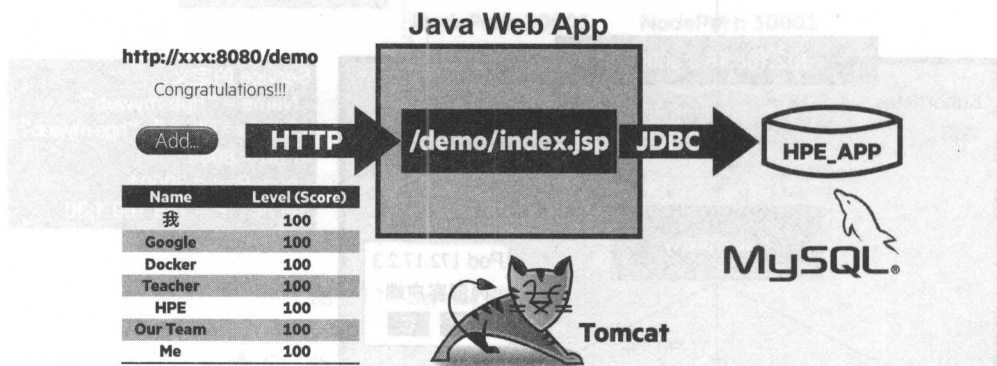 Java Web App
http://xxx:8080/demo
Congratulations!!!
Add...
HTTP
/demo/index.jsp
JDBC
HPE_APP
Name Level (Score)
我 100
Google 100
Docker 100
Teacher 100
HPE 100
Our Team 100
Me 100
MySQL®
Tomcat